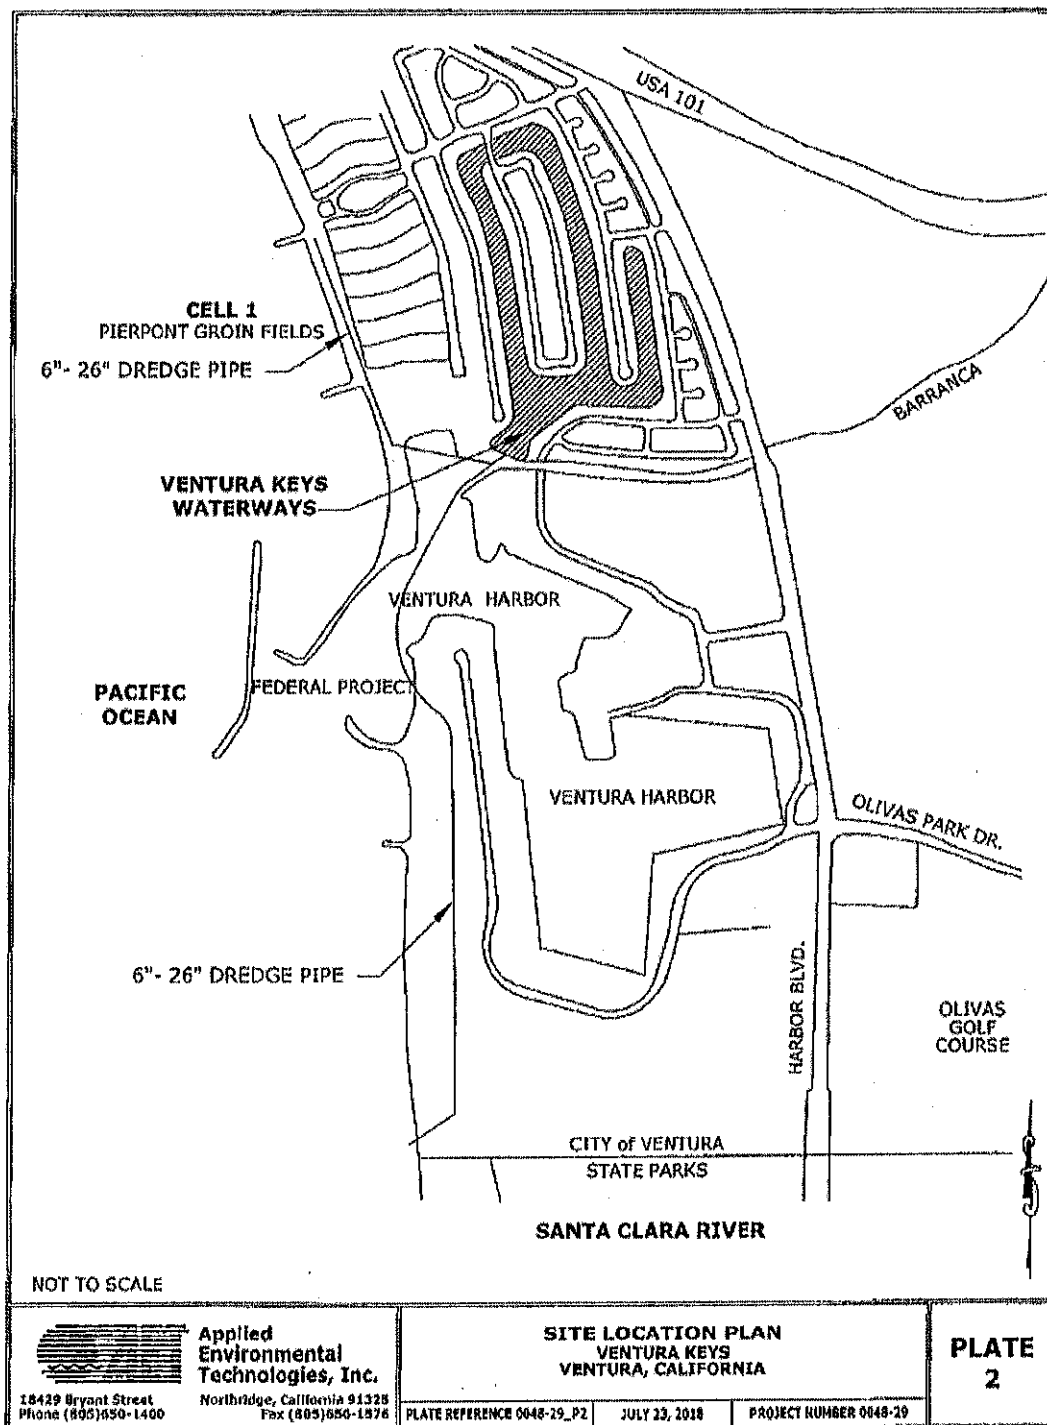 USA 101
CELL 1
PIERPONT GROIN FIELDS
6"- 26" DREDGE PIPE
BARRANCA
VENTURA KEYS
WATERWAYS
VENTURA HARBOR
PACIFIC
OCEAN
FEDERAL PROJECT
VENTURA HARBOR
OLIVAS PARK DR.
6"- 26" DREDGE PIPE
HARBOR BLVD.
OLIVAS
GOLF
COURSE
CITY of VENTURA
STATE PARKS
SANTA CLARA RIVER
NOT TO SCALE
Applied
Environmental
Technologies, Inc.
18429 Bryant Street
Northridge, California 91325
Phone (805)650-1400
Fax (805)650-1576
SITE LOCATION PLAN
VENTURA KEYS
VENTURA, CALIFORNIA
PLATE REFERENCE 0048-29_P2
JULY 23, 2018
PROJECT NUMBER 0048-29
PLATE
2